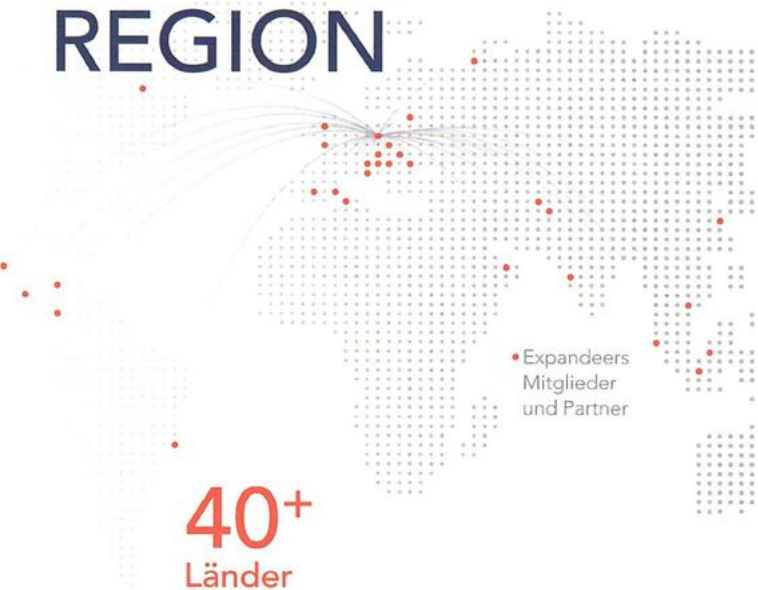 REGION
Expandeers
Mitglieder
und Partner
40+
Länder